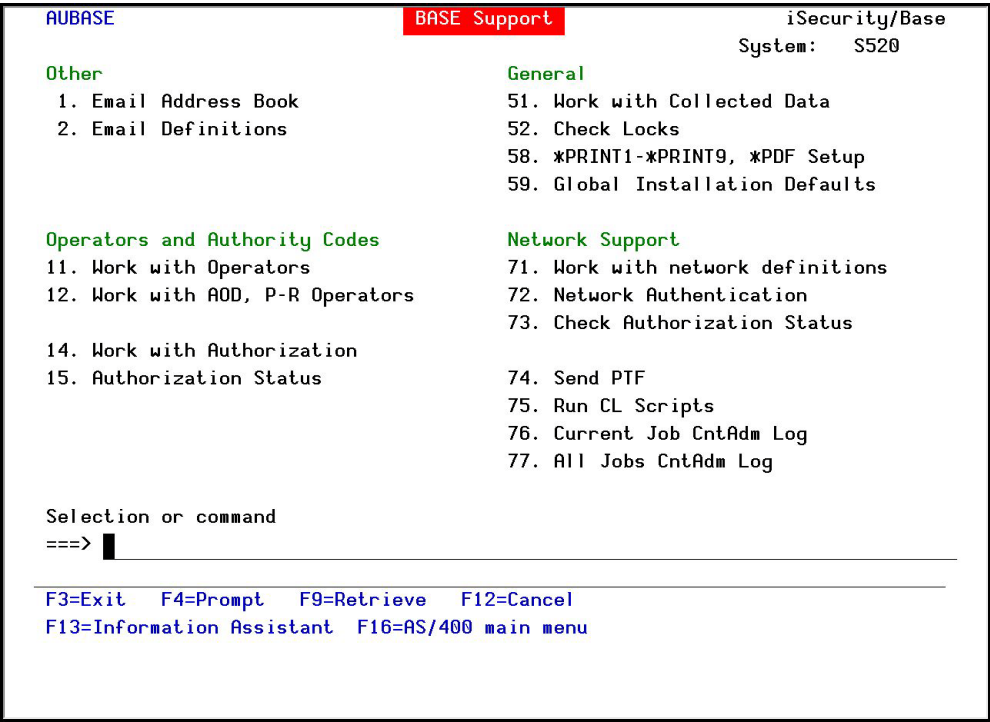 AUBASE BASE Support iSecurity/Base
System: S520
Other General
1. Email Address Book 51. Work with Collected Data
2. Email Definitions 52. Check Locks
58. *PRINT1-*PRINT9, *PDF Setup
59. Global Installation Defaults
Operators and Authority Codes Network Support
11. Work with Operators 71. Work with network definitions
12. Work with AOD, P-R Operators 72. Network Authentication
73. Check Authorization Status
14. Work with Authorization
15. Authorization Status 74. Send PTF
75. Run CL Scripts
76. Current Job CntAdm Log
77. All Jobs CntAdm Log
Selection or command
===>
F3=Exit F4=Prompt F9=Retrieve F12=Cancel
F13=Information Assistant F16=AS/400 main menu